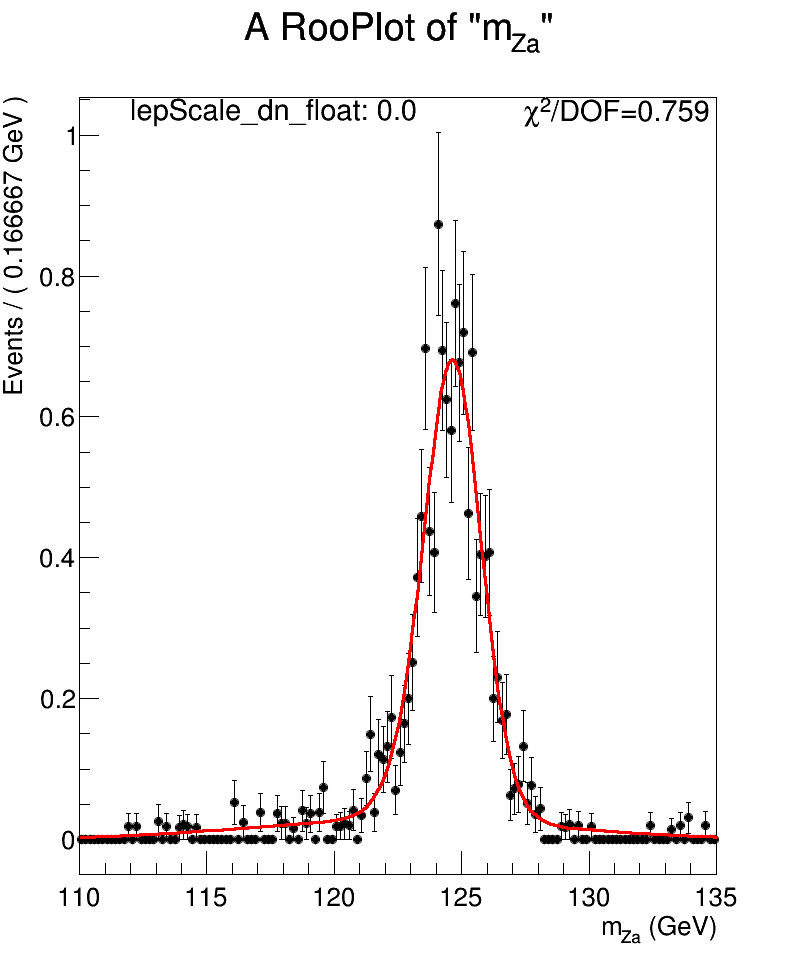 A RooPlot of "m_Za"
lepScale_dn_float: 0.0
χ²/DOF=0.759
Events / ( 0.166667 GeV )
1
0.8
0.6
0.4
0.2
0
110 115 120 125 130 135
m_Za (GeV)